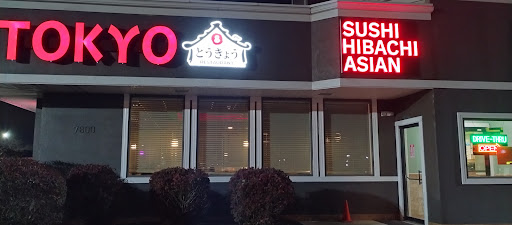 TOKYO
とうきょう
SUSHI
HIBACHI
ASIAN
DRIVE-THRU
OPEN